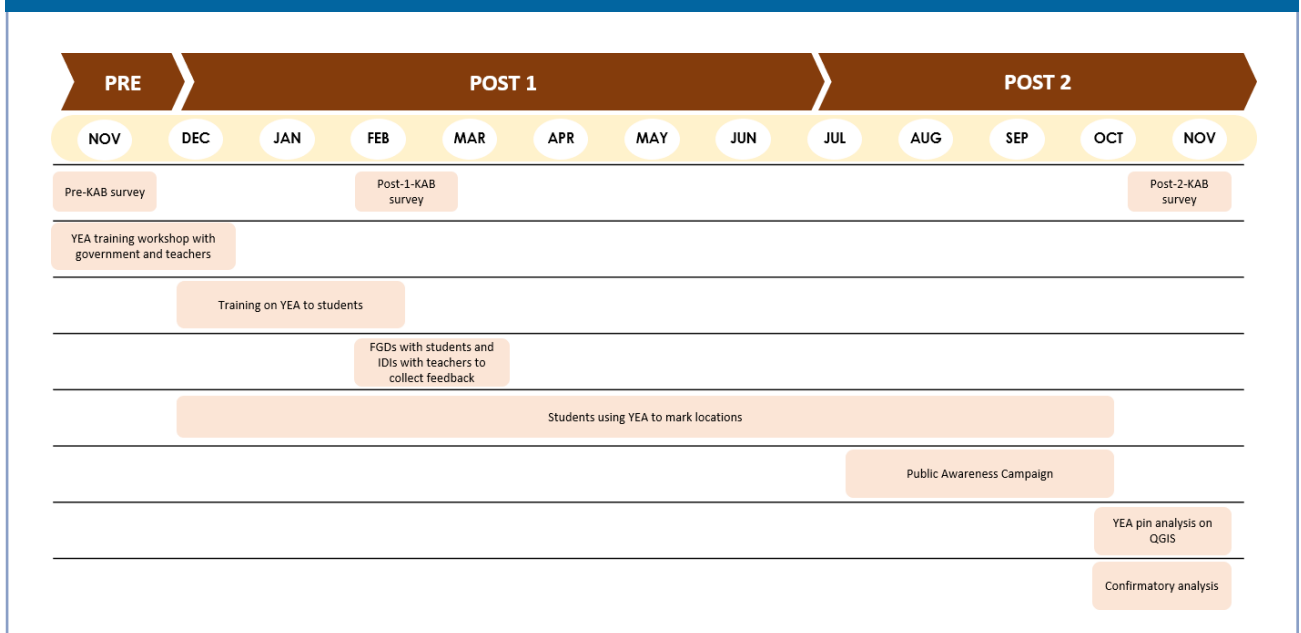 PRE
POST 1
POST 2
NOV
DEC
JAN
FEB
MAR
APR
MAY
JUN
JUL
AUG
SEP
OCT
NOV
Pre-KAB survey
Post-1-KAB
survey
Post-2-KAB
survey
YEA training workshop with
government and teachers
Training on YEA to students
FGDs with students and
IDIs with teachers to
collect feedback
Students using YEA to mark locations
Public Awareness Campaign
YEA pin analysis on
QGIS
Confirmatory analysis